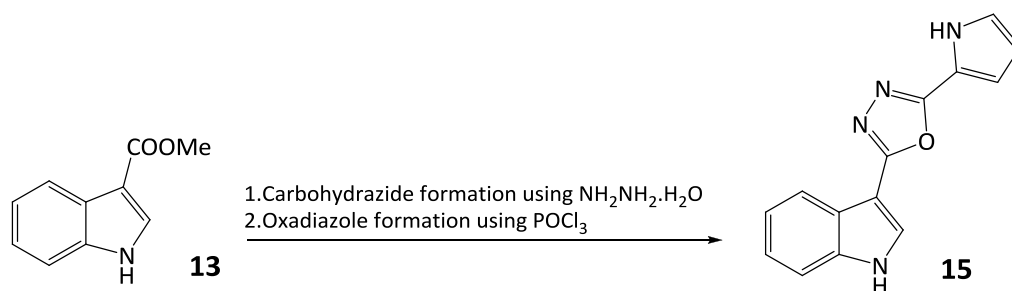 HN
N
N
O
COOMe
1.Carbohydrazide formation using NH₂NH₂.H₂O
2.Oxadiazole formation using POCl₃
N
H
13
N
H
15